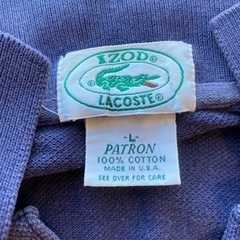 IZOD
LACOSTE
-L-
PATRON
100% COTTON
MADE IN U.S.A.
SEE OVER FOR CARE